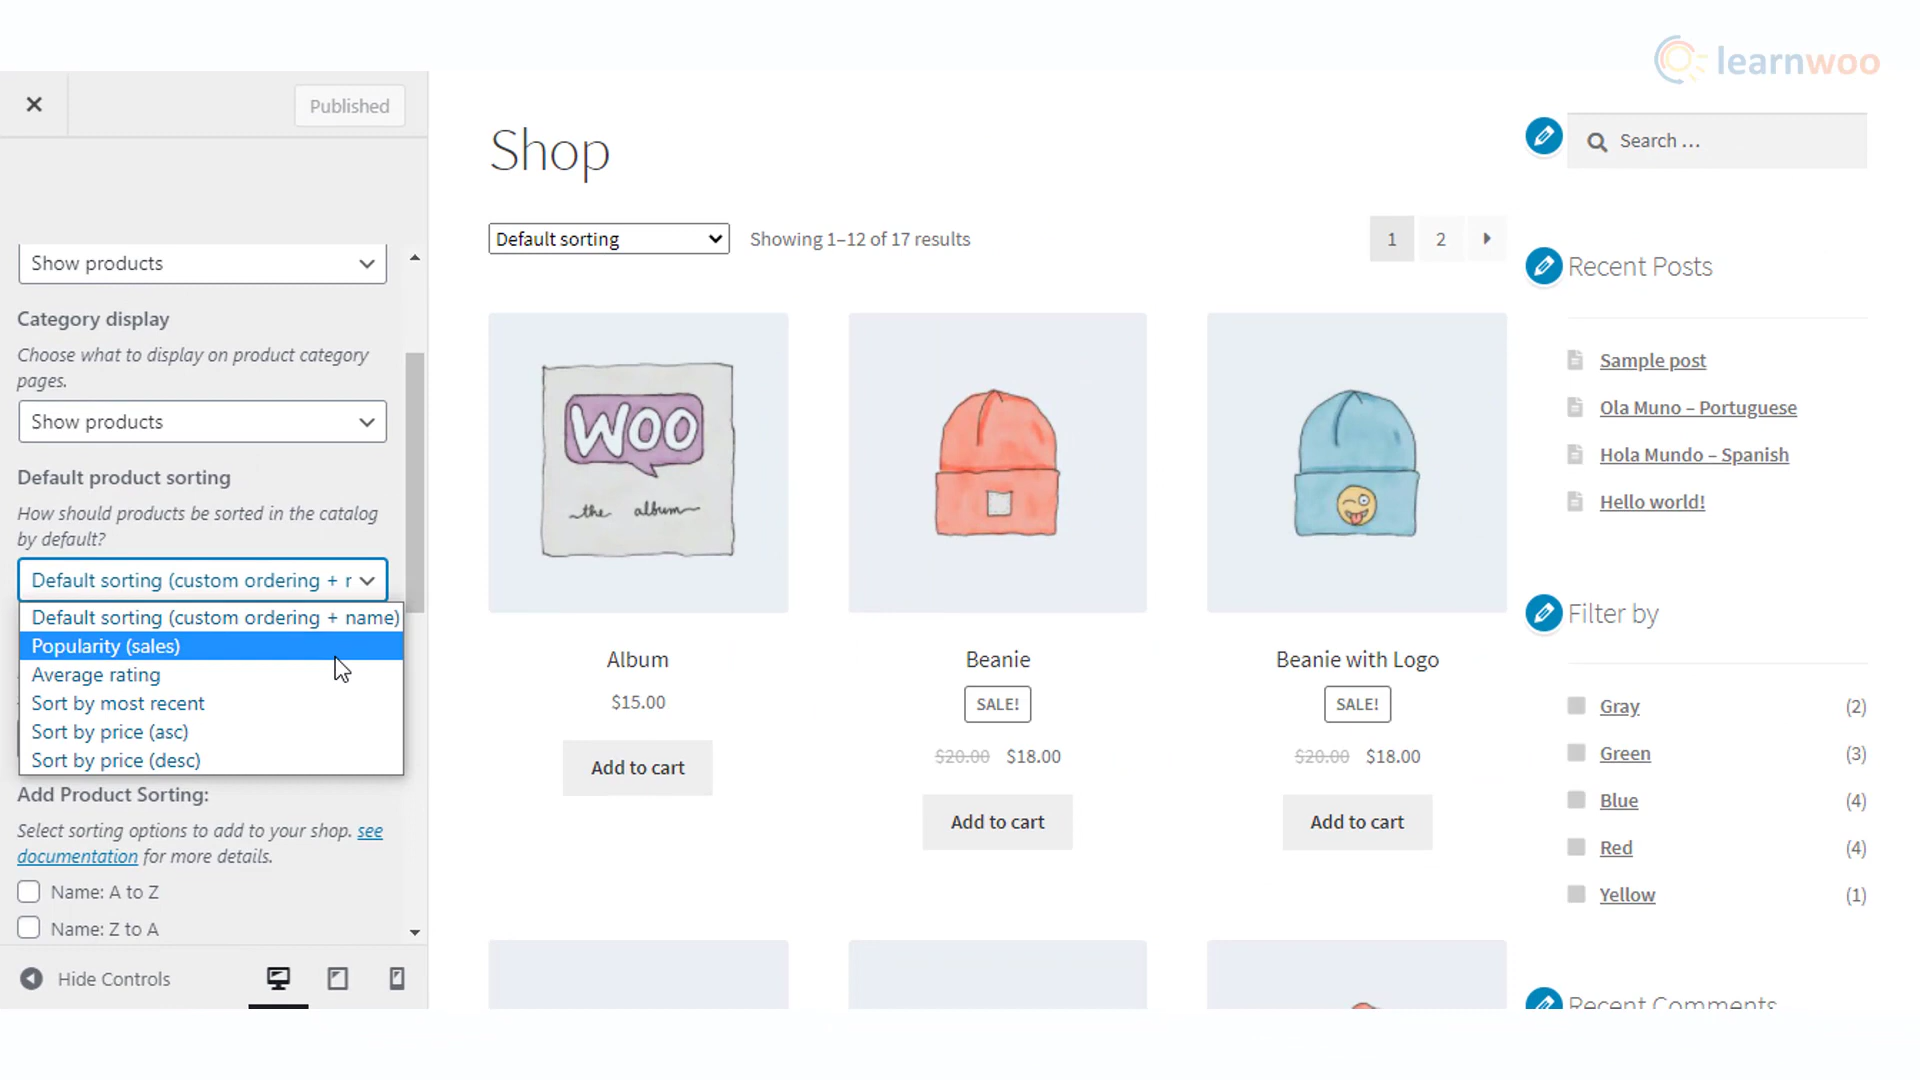 learnwoo
Published
Show products
Category display
Choose what to display on product category
pages.
Show products
Default product sorting
How should products be sorted in the catalog
by default?
Default sorting (custom ordering + r
Default sorting (custom ordering + name)
Popularity (sales)
Average rating
Sort by most recent
Sort by price (asc)
Sort by price (desc)
Add Product Sorting:
Select sorting options to add to your shop. see
documentation for more details.
Name: A to Z
Name: Z to A
Hide Controls
Shop
Default sorting
Showing 1–12 of 17 results
1 2
WOO
the album
Album
$15.00
Add to cart
Beanie
SALE!
$20.00 $18.00
Add to cart
Beanie with Logo
SALE!
$20.00 $18.00
Add to cart
Search …
Recent Posts
Sample post
Ola Muno – Portuguese
Hola Mundo – Spanish
Hello world!
Filter by
Gray (2)
Green (3)
Blue (4)
Red (4)
Yellow (1)
Recent Comments